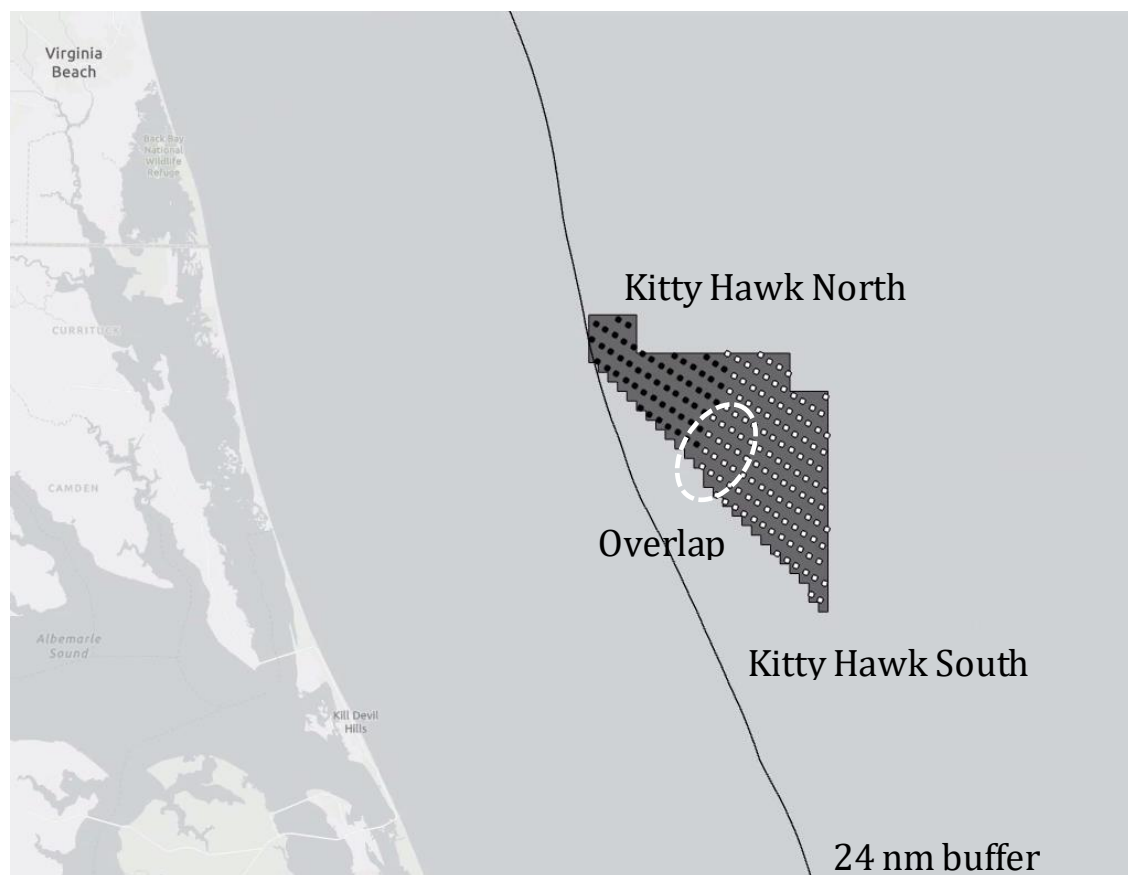 Virginia
Beach
Back Bay
National
Wildlife
Refuge
Kitty Hawk North
CURRITUCK
CAMDEN
Overlap
Albemarle
Sound
Kitty Hawk South
Kill Devil
Hills
24 nm buffer